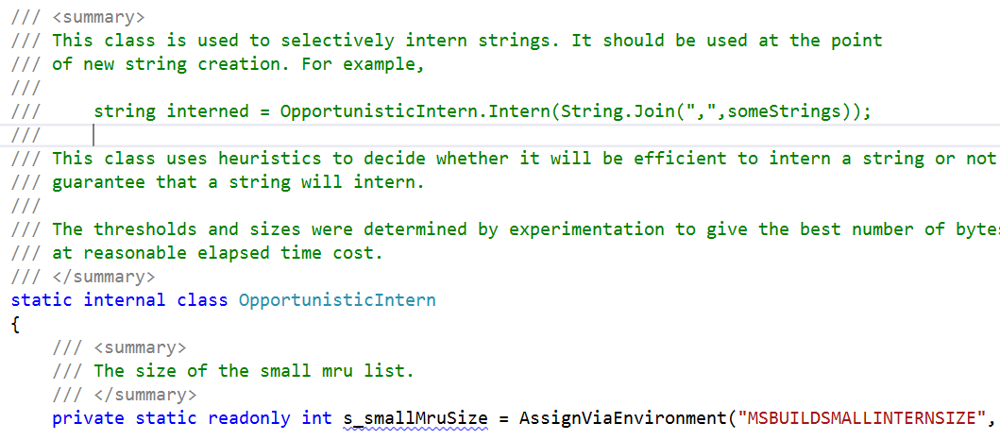 /// <summary>
/// This class is used to selectively intern strings. It should be used at the point
/// of new string creation. For example,
///
///     string interned = OpportunisticIntern.Intern(String.Join(",",someStrings));
///
/// This class uses heuristics to decide whether it will be efficient to intern a string or not
/// guarantee that a string will intern.
///
/// The thresholds and sizes were determined by experimentation to give the best number of bytes
/// at reasonable elapsed time cost.
/// </summary>
static internal class OpportunisticIntern
{
    /// <summary>
    /// The size of the small mru list.
    /// </summary>
    private static readonly int s_smallMruSize = AssignViaEnvironment("MSBUILDSMALLINTERNSIZE",